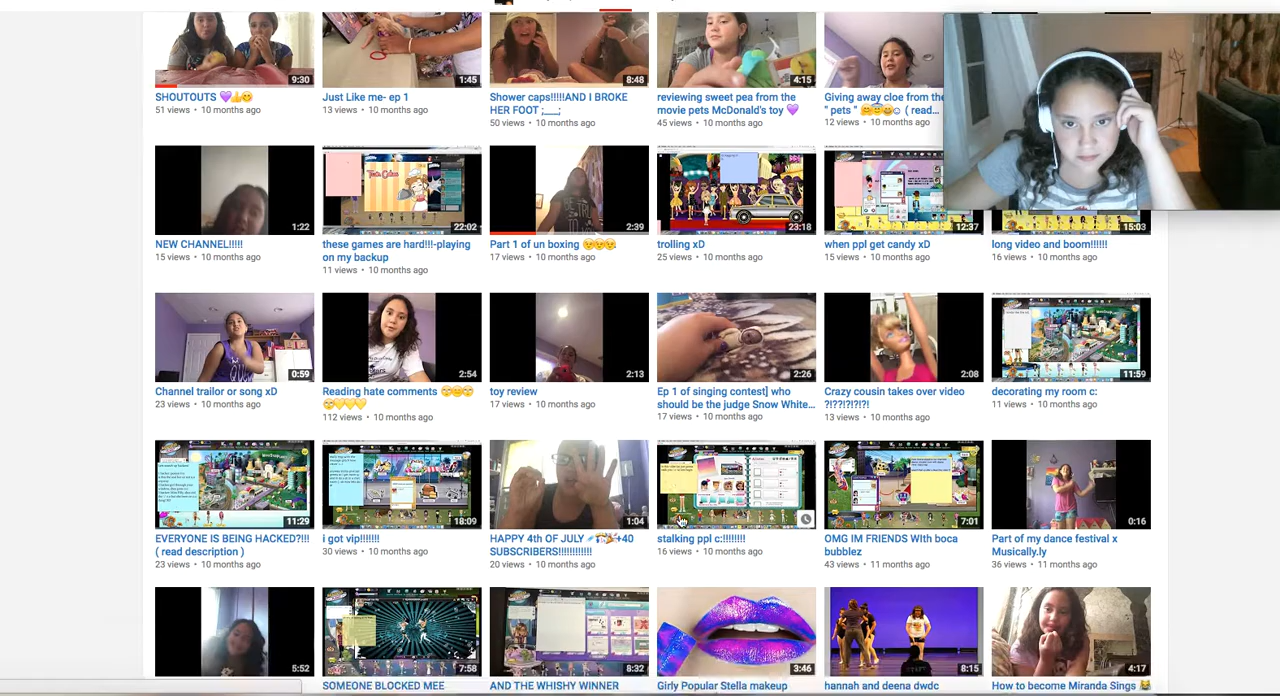 9:30
1:45
8:48
4:15
SHOUTOUTS 💜👍😋
51 views • 10 months ago
Just Like me- ep 1
13 views • 10 months ago
Shower caps!!!!!AND I BROKE
HER FOOT ;___;
50 views • 10 months ago
reviewing sweet pea from the
movie pets McDonald's toy 💜
45 views • 10 months ago
Giving away cloe from the
" pets " 🤗😇😄☺ ( read...
12 views • 10 months ago
1:22
22:02
2:39
23:18
12:37
15:03
NEW CHANNEL!!!!!
15 views • 10 months ago
these games are hard!!!-playing
on my backup
11 views • 10 months ago
Part 1 of un boxing
17 views • 10 months ago
trolling xD
25 views • 10 months ago
when ppl get candy xD
15 views • 10 months ago
long video and boom!!!!!!
16 views • 10 months ago
0:59
2:54
2:13
2:26
2:08
11:59
Channel trailor or song xD
23 views • 10 months ago
Reading hate comments
112 views • 10 months ago
toy review
17 views • 10 months ago
Ep 1 of singing contest] who
should be the judge Snow White...
17 views • 10 months ago
Crazy cousin takes over video
?!??!?!?!?!
13 views • 10 months ago
decorating my room c:
11 views • 10 months ago
11:29
18:09
1:04
7:01
0:16
EVERYONE IS BEING HACKED?!!!
( read description )
23 views • 10 months ago
i got vip!!!!!!!
30 views • 10 months ago
HAPPY 4th OF JULY 40
SUBSCRIBERS!!!!!!!!!!!!
20 views • 10 months ago
stalking ppl c:!!!!!!!!
16 views • 10 months ago
OMG IM FRIENDS WIth boca
bubblez
43 views • 11 months ago
Part of my dance festival x
Musically.ly
36 views • 11 months ago
5:52
7:58
8:32
3:46
8:15
4:17
SOMEONE BLOCKED MEE
AND THE WHISHY WINNER
Girly Popular Stella makeup
hannah and deena dwdc
How to become Miranda Sings 😹